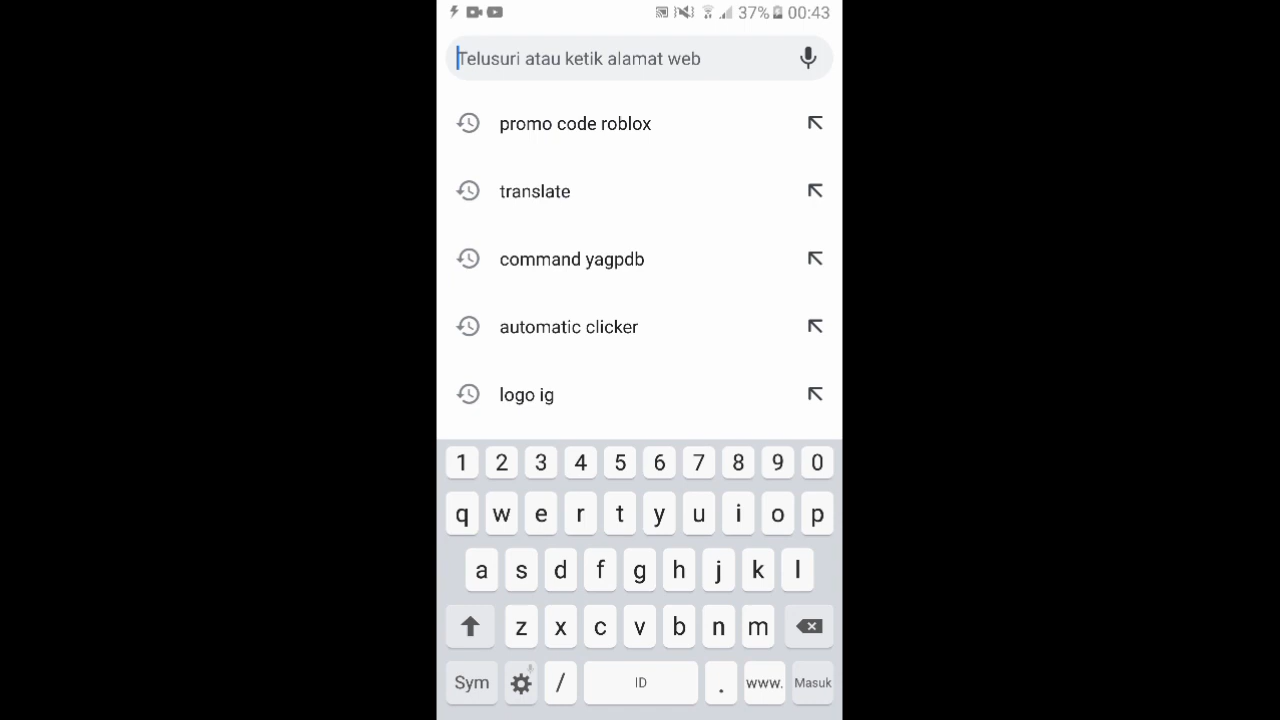 37% 00:43
Telusuri atau ketik alamat web
promo code roblox
translate
command yagpdb
automatic clicker
logo ig
1 2 3 4 5 6 7 8 9 0
q w e r t y u i o p
a s d f g h j k l
z x c v b n m
Sym / ID . www. Masuk